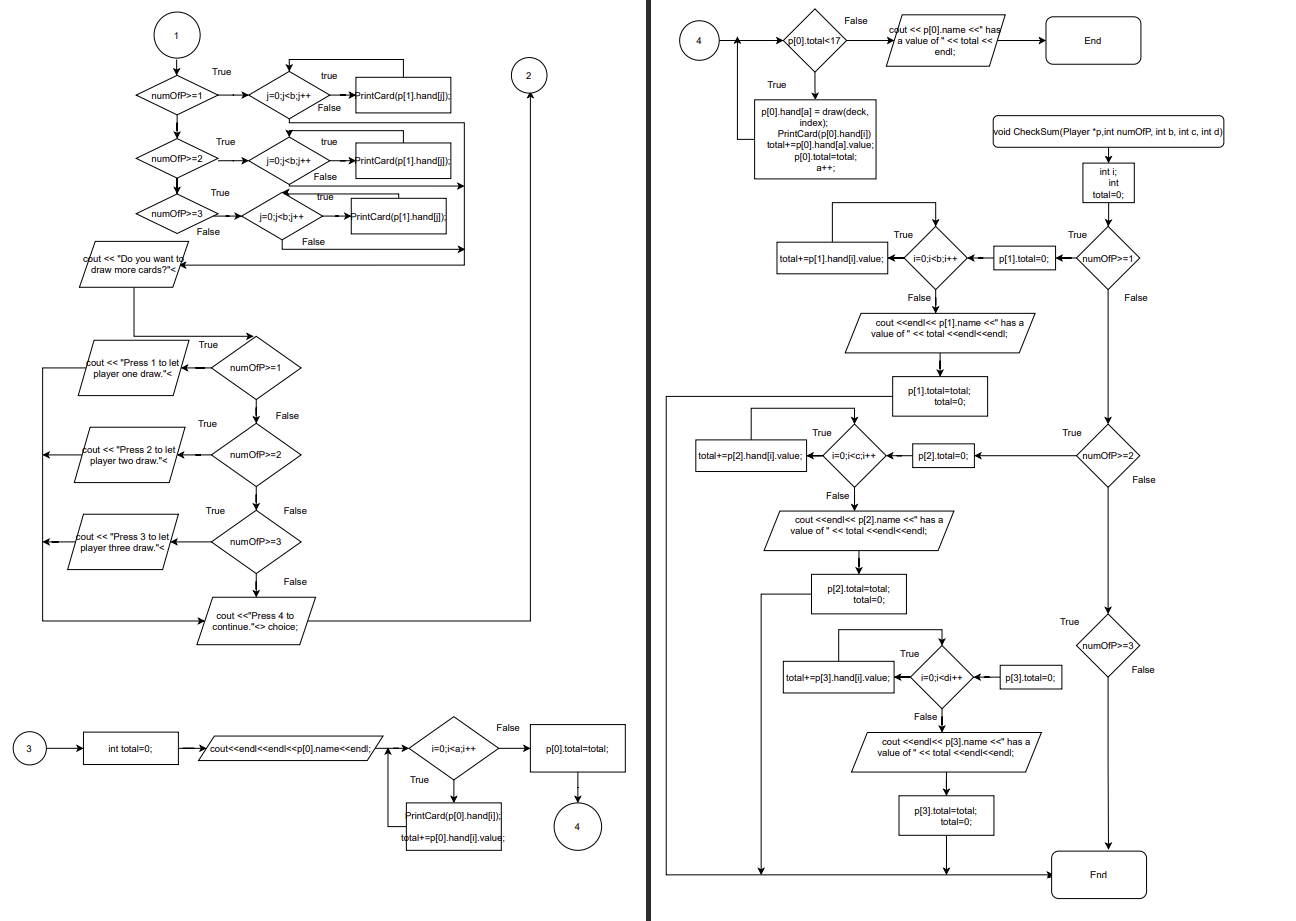 1
True
numOfP>=1
j=0;j<b;j++
true
False
PrintCard(p[1].hand[j]);
True
numOfP>=2
j=0;j<b;j++
true
False
PrintCard(p[1].hand[j]);
True
numOfP>=3
False
j=0;j<b;j++
true
False
PrintCard(p[1].hand[j]);
2
cout << "Do you want to
draw more cards?"<
True
numOfP>=1
False
cout << "Press 1 to let
player one draw."<
True
numOfP>=2
False
cout << "Press 2 to let
player two draw."<
True
numOfP>=3
False
cout << "Press 3 to let
player three draw."<
cout <<"Press 4 to
continue."<> choice;
3
int total=0;
cout<<endl<<endl<<p[0].name<<endl;
i=0;i<a;i++
False
True
PrintCard(p[0].hand[i]);
total+=p[0].hand[i].value;
p[0].total=total;
4
4
p[0].total<17
False
True
cout << p[0].name <<" has
a value of " << total <<
endl;
End
p[0].hand[a] = draw(deck,
index);
PrintCard(p[0].hand[i])
total+=p[0].hand[a].value;
p[0].total=total;
a++;
void CheckSum(Player *p,int numOfP, int b, int c, int d)
int i;
int
total=0;
True
numOfP>=1
False
p[1].total=0;
True
i=0;i<b;i++
False
total+=p[1].hand[i].value;
cout <<endl<< p[1].name <<" has a
value of " << total <<endl<<endl;
p[1].total=total;
total=0;
True
numOfP>=2
False
p[2].total=0;
True
i=0;i<c;i++
False
total+=p[2].hand[i].value;
cout <<endl<< p[2].name <<" has a
value of " << total <<endl<<endl;
p[2].total=total;
total=0;
True
numOfP>=3
False
p[3].total=0;
True
i=0;i<di++
False
total+=p[3].hand[i].value;
cout <<endl<< p[3].name <<" has a
value of " << total <<endl<<endl;
p[3].total=total;
total=0;
Fnd